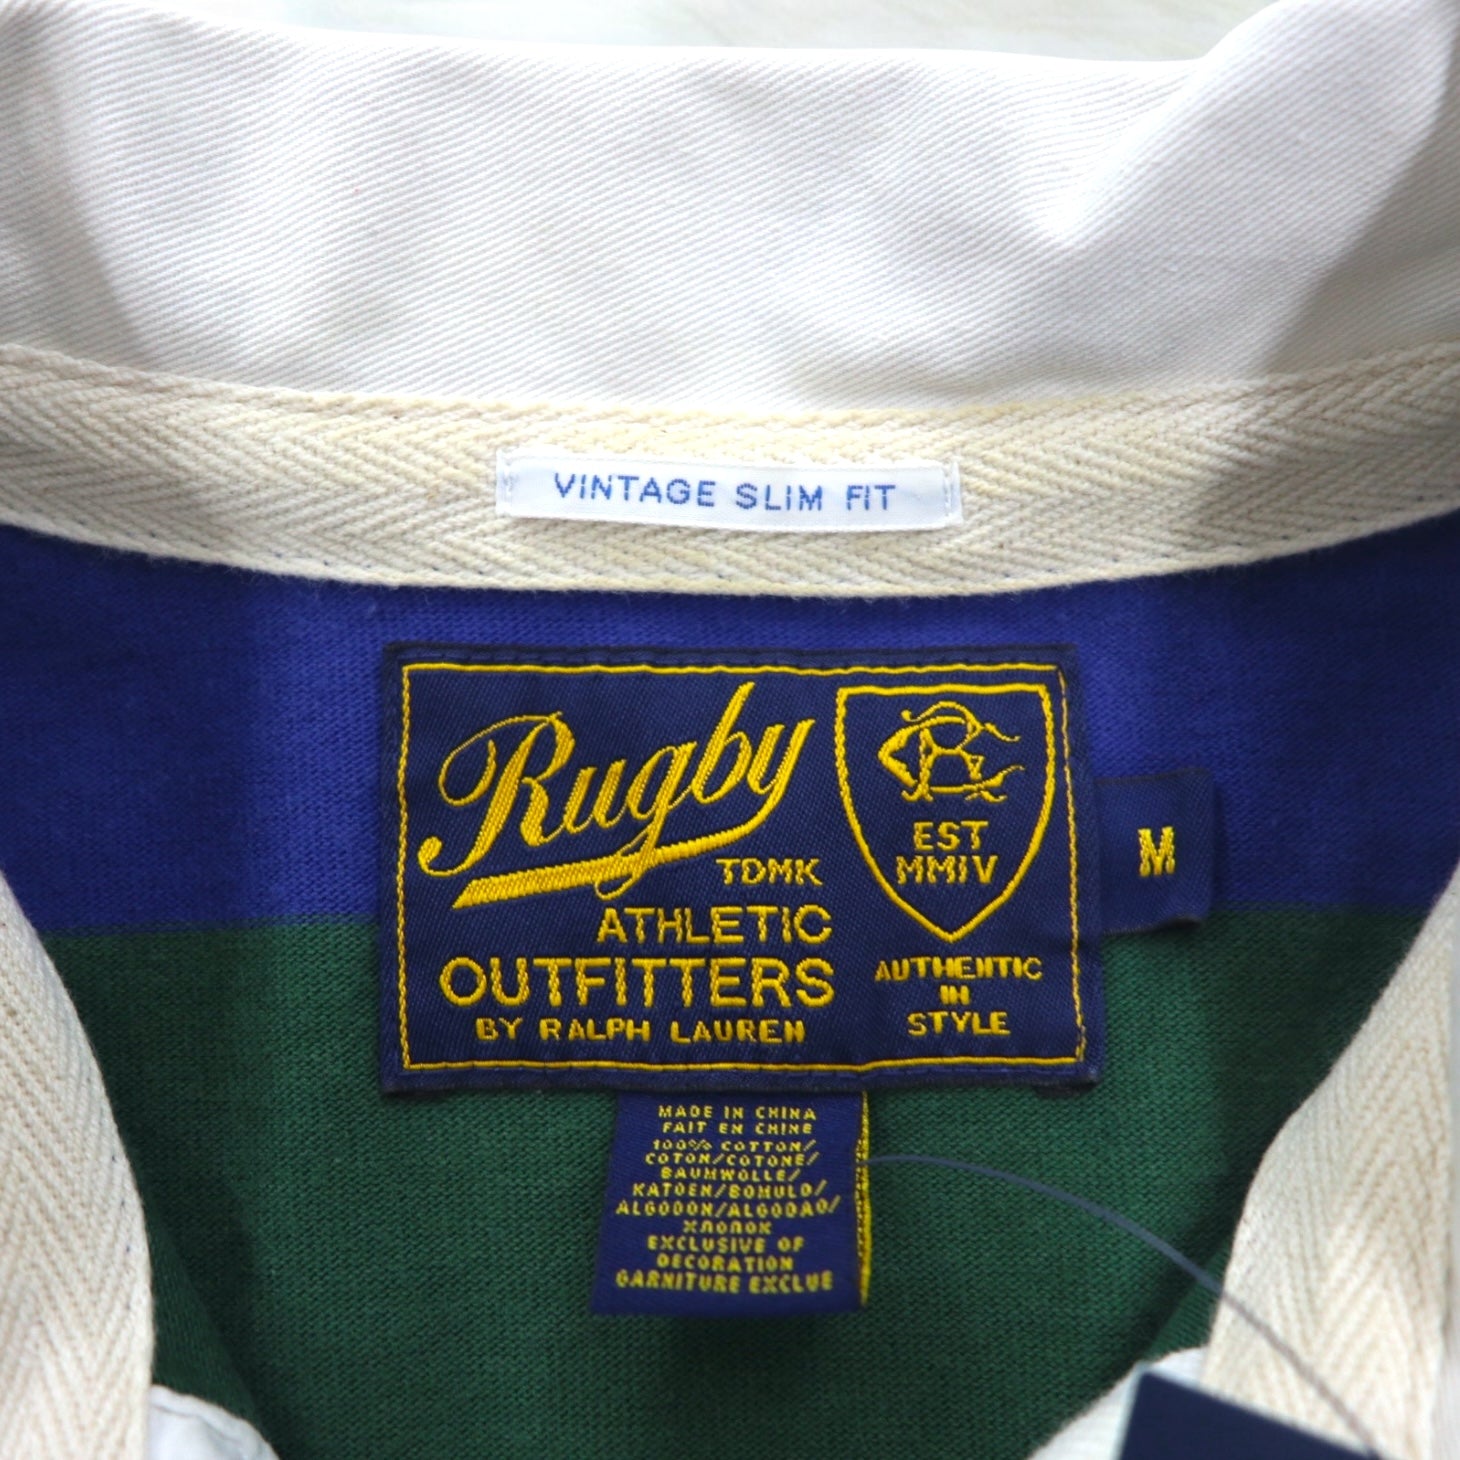 VINTAGE SLIM FIT
Rugby
TDMK
ATHLETIC
OUTFITTERS
BY RALPH LAUREN
EST
MMIV
AUTHENTIC
IN
STYLE
M
MADE IN CHINA
FAIT EN CHINE
100% COTTON/
COTON/COTONE/
BAUMWOLLE/
KATOEN/BOMULD/
ALGODON/ALGODAO/
ХЛОПОК
EXCLUSIVE OF
DECORATION
GARNITURE EXCLUE